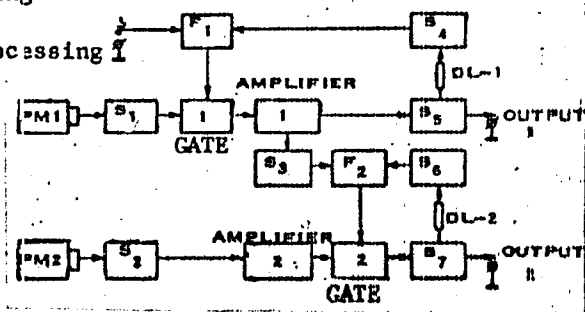 F1
S4
cessing
DL-1
AMPLIFIER
PM1
S1
1
1
S5
OUTPUT
GATE
S3
F2
S6
DL-2
AMPLIFIER
PM2
S2
2
2
S7
OUTPUT
II
GATE